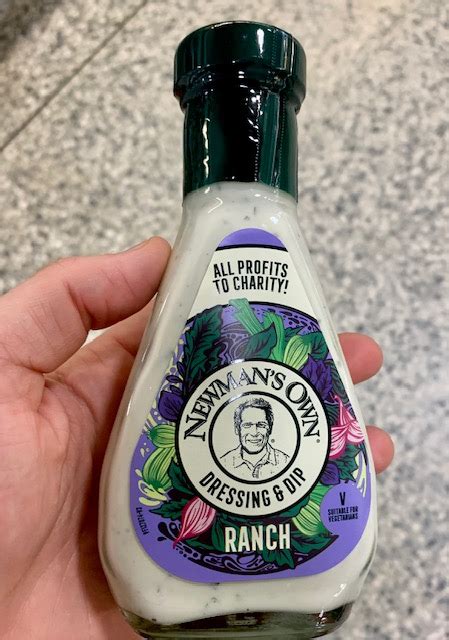 ALL PROFITS
TO CHARITY!
NEWMAN'S OWN
DRESSING & DIP
RANCH
V
SUITABLE FOR
VEGETARIANS